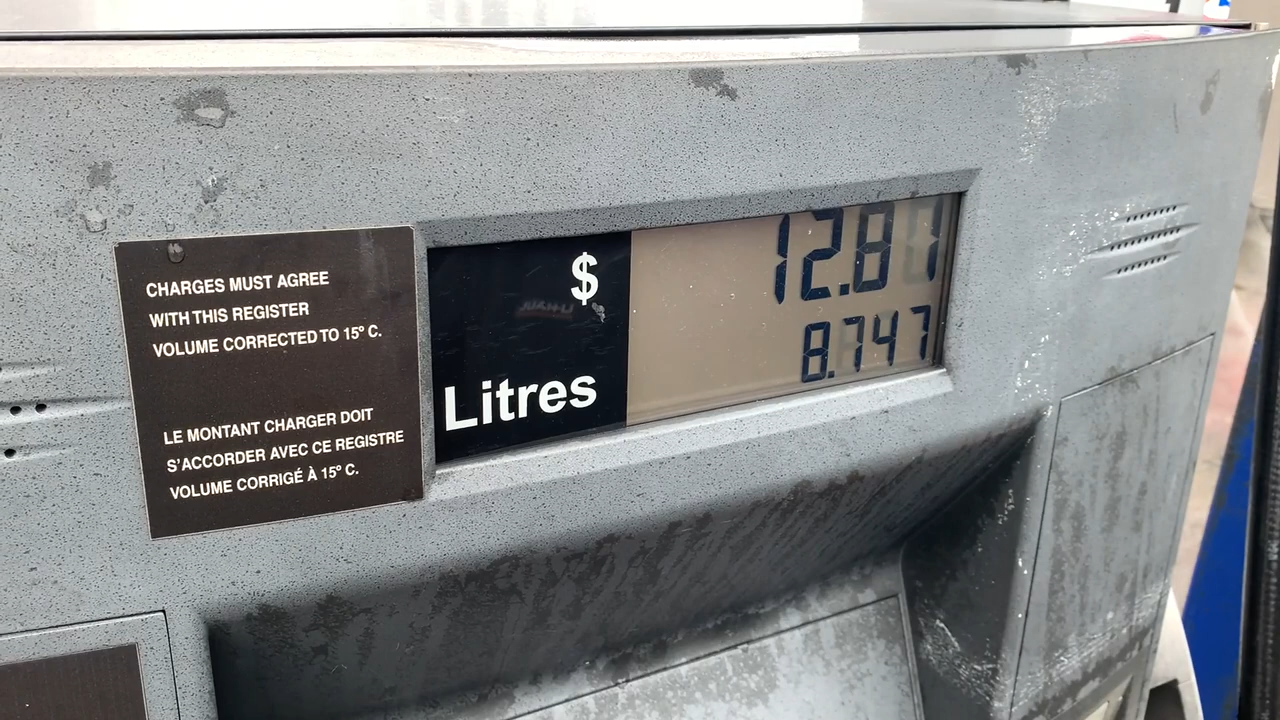 CHARGES MUST AGREE
WITH THIS REGISTER
VOLUME CORRECTED TO 15° C.
LE MONTANT CHARGER DOIT
S'ACCORDER AVEC CE REGISTRE
VOLUME CORRIGÉ À 15° C.
$ 12.81
Litres 8.747